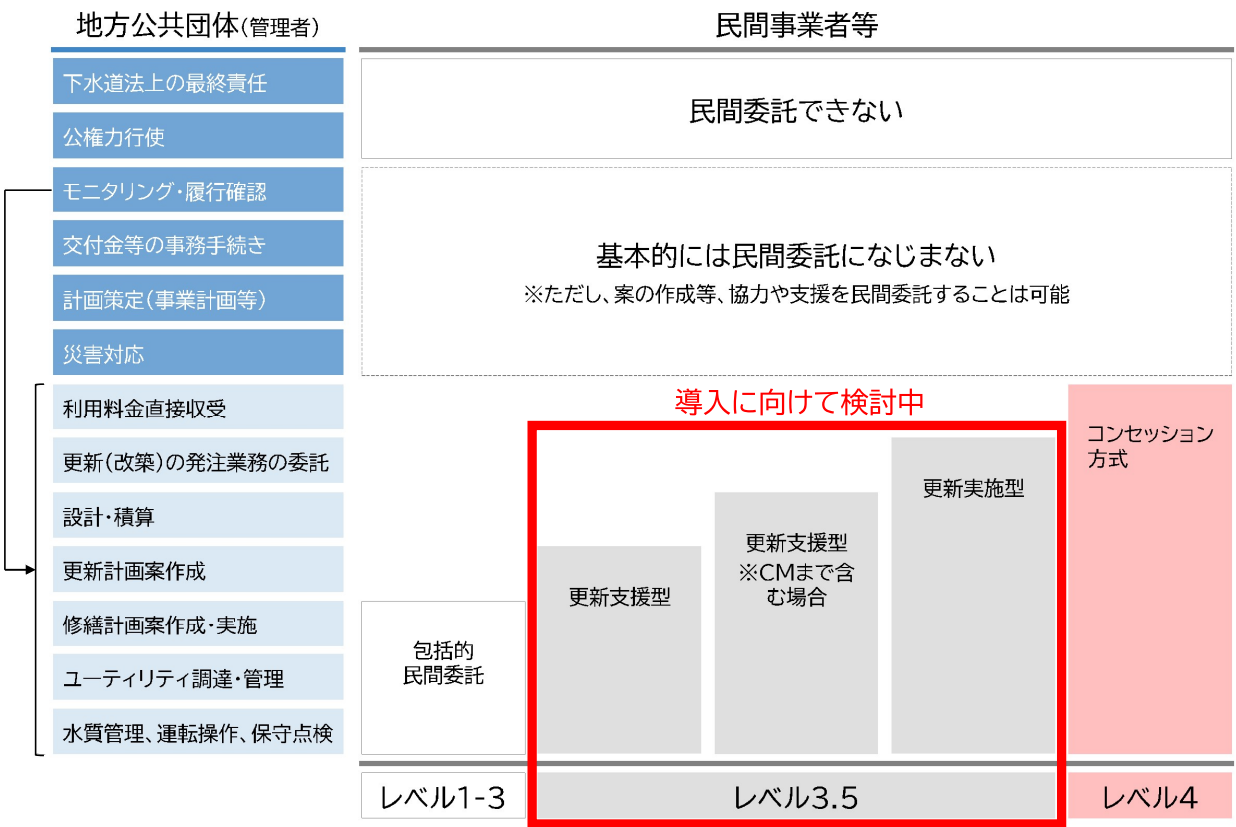 地方公共団体(管理者)
民間事業者等
下水道法上の最終責任
公権力行使
モニタリング・履行確認
交付金等の事務手続き
計画策定(事業計画等)
災害対応
民間委託できない
基本的には民間委託になじまない
※ただし、案の作成等、協力や支援を民間委託することは可能
利用料金直接収受
更新(改築)の発注業務の委託
設計・積算
更新計画案作成
修繕計画案作成・実施
ユーティリティ調達・管理
水質管理、運転操作、保守点検
導入に向けて検討中
包括的
民間委託
更新支援型
更新支援型
※CMまで含
む場合
更新実施型
コンセッション
方式
レベル1-3
レベル3.5
レベル4